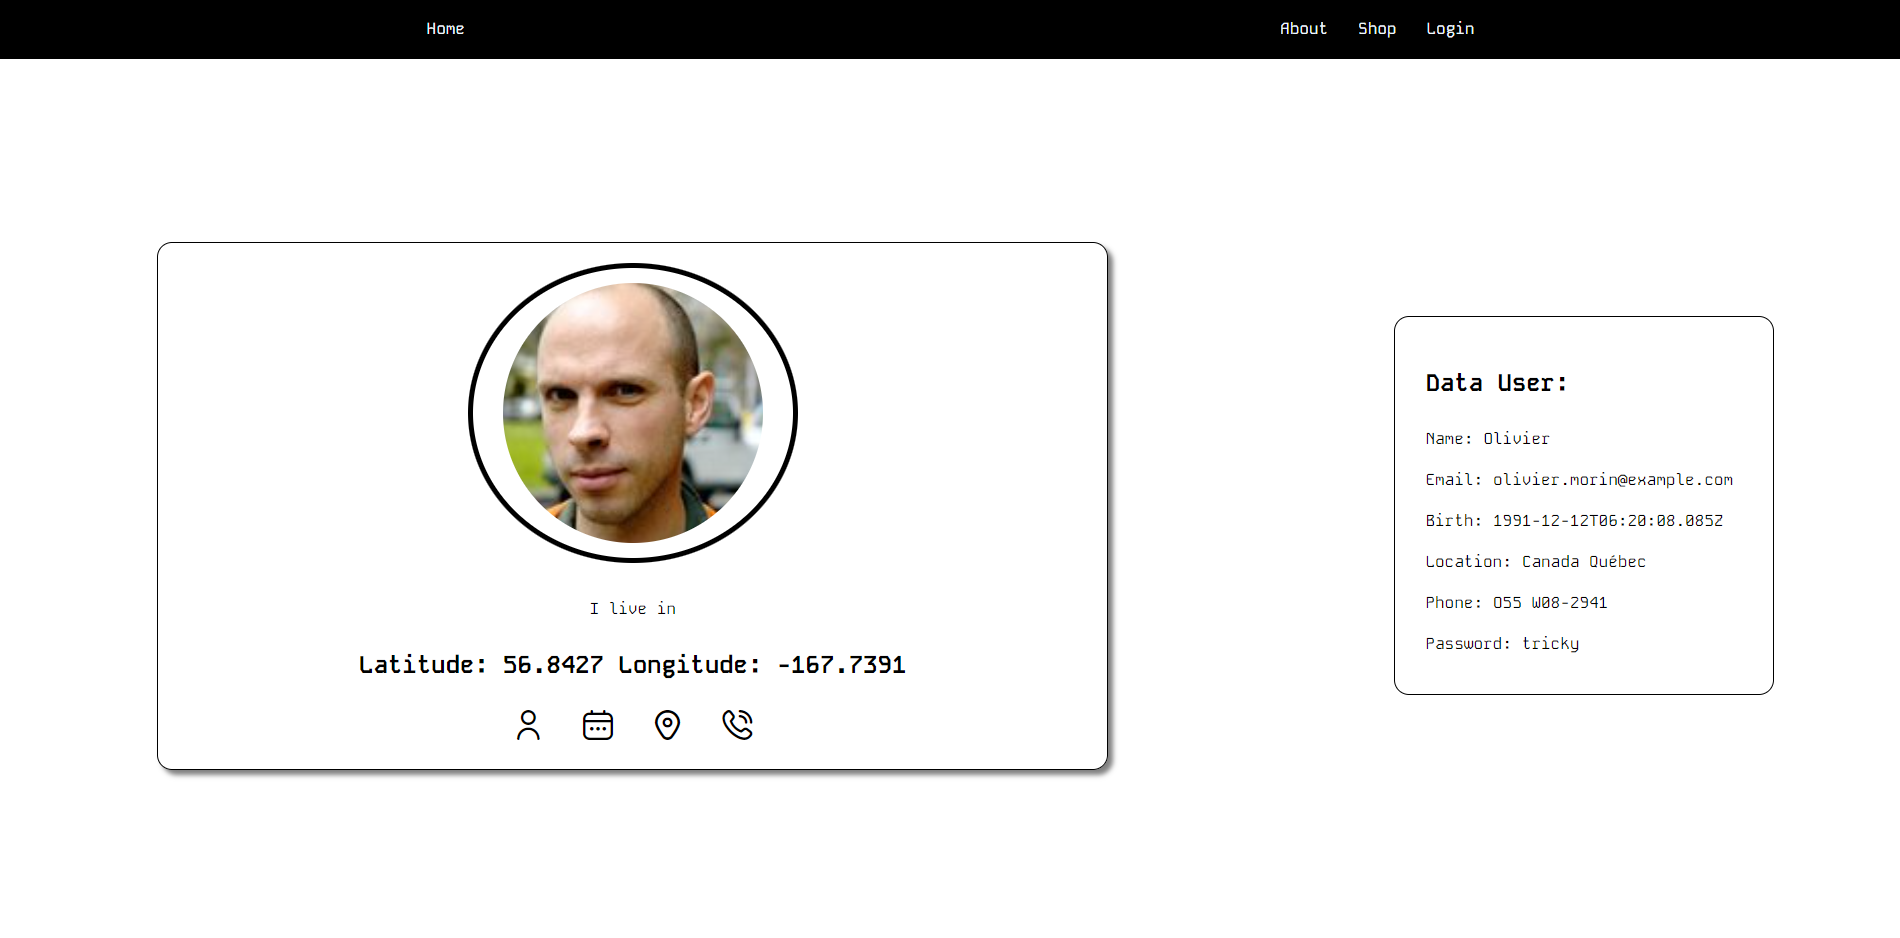 Home
About Shop Login
I live in
Latitude: 56.8427 Longitude: -167.7391
Data User:
Name: Olivier
Email: olivier.morin@example.com
Birth: 1991-12-12T06:20:08.085Z
Location: Canada Québec
Phone: O55 W08-2941
Password: tricky